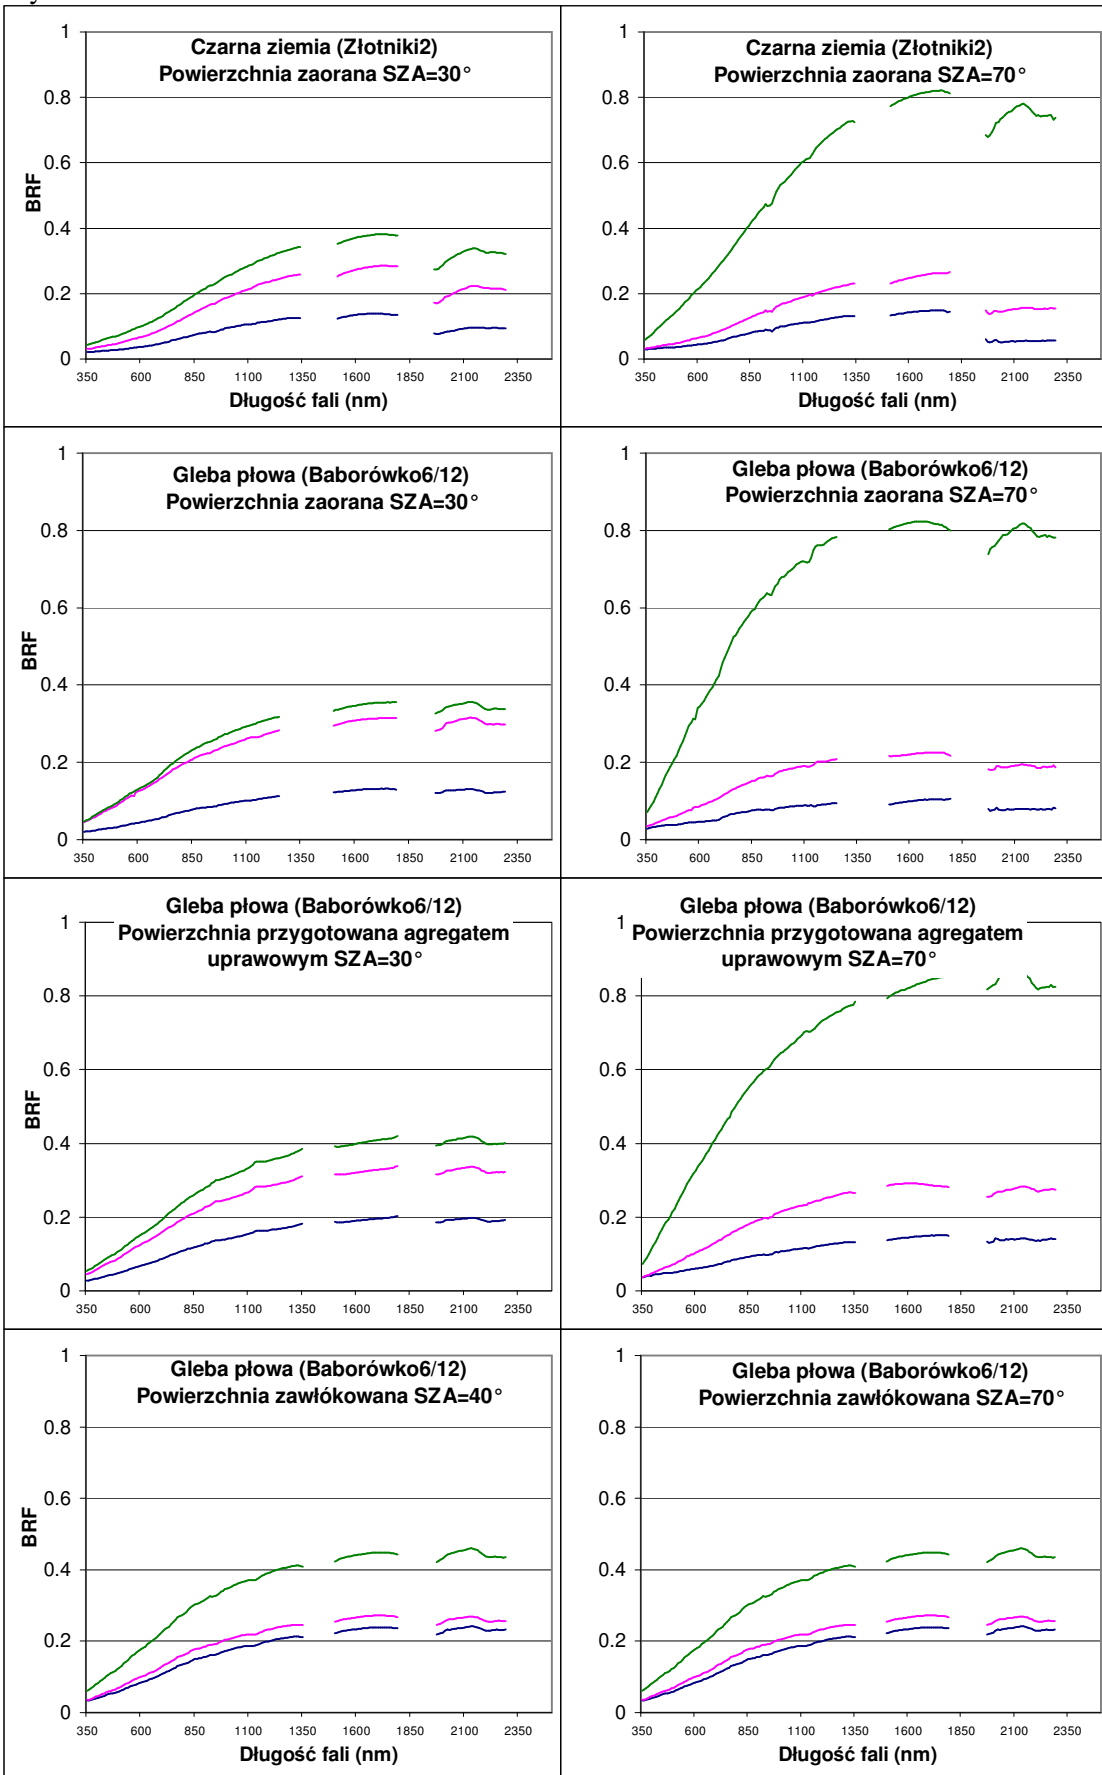 Czarna ziemia (Złotniki2)
Powierzchnia zaorana SZA=30°
BRF
1
0.8
0.6
0.4
0.2
0
350 600 850 1100 1350 1600 1850 2100 2350
Długość fali (nm)
Czarna ziemia (Złotniki2)
Powierzchnia zaorana SZA=70°
1
0.8
0.6
0.4
0.2
0
350 600 850 1100 1350 1600 1850 2100 2350
Długość fali (nm)
Gleba płowa (Baborówko6/12)
Powierzchnia zaorana SZA=30°
BRF
1
0.8
0.6
0.4
0.2
0
350 600 850 1100 1350 1600 1850 2100 2350
Gleba płowa (Baborówko6/12)
Powierzchnia zaorana SZA=70°
1
0.8
0.6
0.4
0.2
0
350 600 850 1100 1350 1600 1850 2100 2350
Gleba płowa (Baborówko6/12)
Powierzchnia przygotowana agregatem
uprawowym SZA=30°
BRF
1
0.8
0.6
0.4
0.2
0
350 600 850 1100 1350 1600 1850 2100 2350
Gleba płowa (Baborówko6/12)
Powierzchnia przygotowana agregatem
uprawowym SZA=70°
1
0.8
0.6
0.4
0.2
0
350 600 850 1100 1350 1600 1850 2100 2350
Gleba płowa (Baborówko6/12)
Powierzchnia zawłókowana SZA=40°
BRF
1
0.8
0.6
0.4
0.2
0
350 600 850 1100 1350 1600 1850 2100 2350
Długość fali (nm)
Gleba płowa (Baborówko6/12)
Powierzchnia zawłókowana SZA=70°
1
0.8
0.6
0.4
0.2
0
350 600 850 1100 1350 1600 1850 2100 2350
Długość fali (nm)